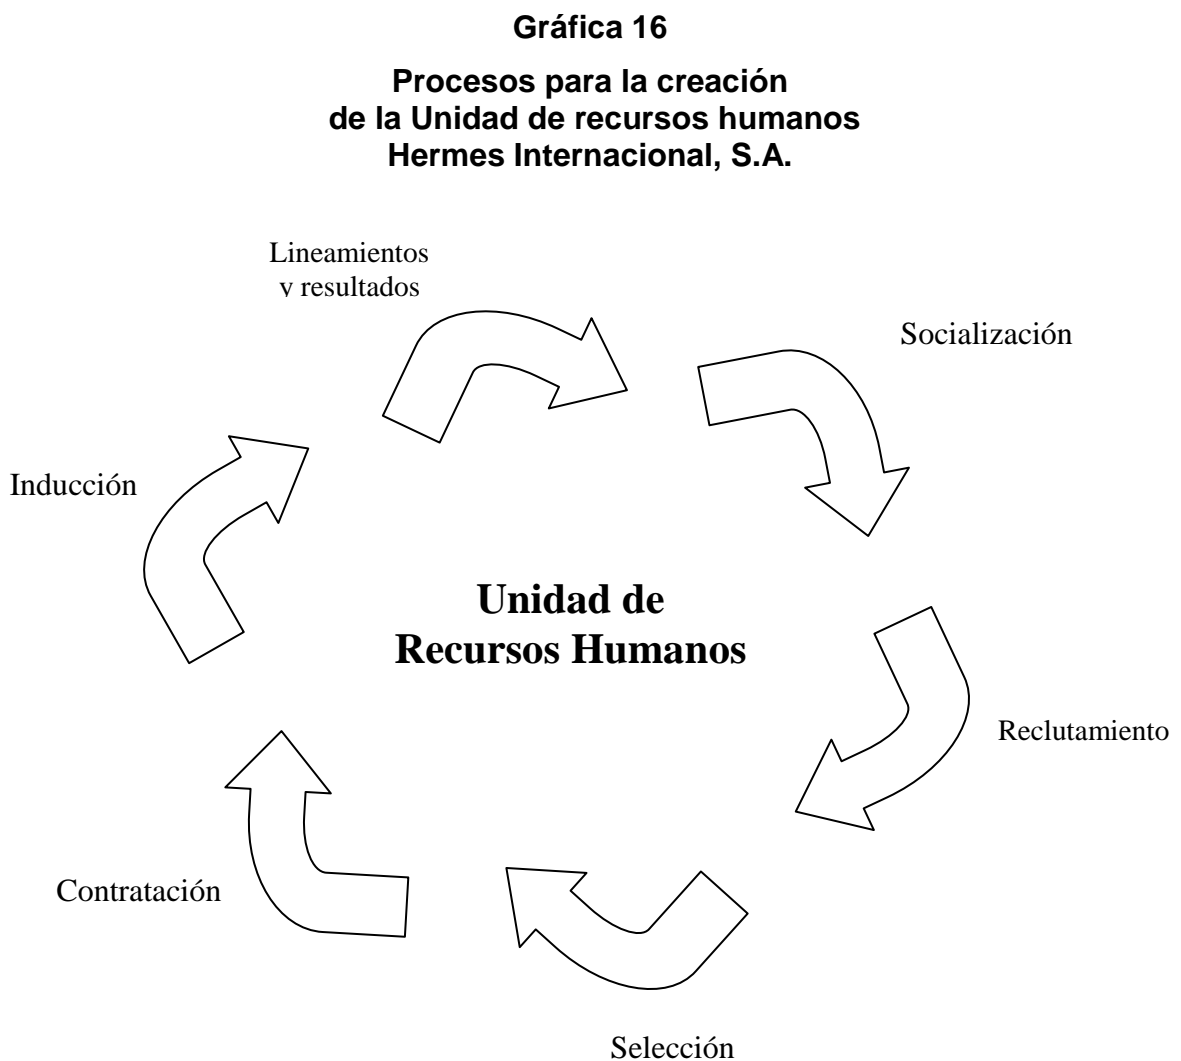 Gráfica 16
Procesos para la creación
de la Unidad de recursos humanos
Hermes Internacional, S.A.
Lineamientos
y resultados
Socialización
Inducción
Unidad de
Recursos Humanos
Reclutamiento
Contratación
Selección